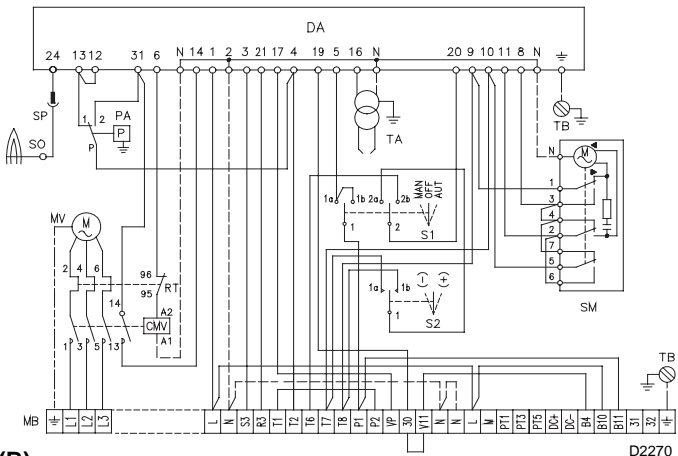 DA
24 13 12 31 6 N 14 1 2 3 21 17 4 19 5 16 N 20 9 10 11 8 N
SP
SO
1 2 PA
P
P
TA
TB
MAN
OFF
AUT
1a 1b 2a 2b
1 2 S1
(-) (+)
1a 1b
1 S2
N M
1
3
4
2
7
5
6
SM
MV M
2 4 6
96
95 RT
14
A2
CMV
A1
1 3 5 13
TB
MB L1 L2 L3 L N S3 R3 T1 T2 T6 T7 T8 P1 P2 VP 30 V11 N N L M PT1 PT3 PT5 DC+ DC- B4 B10 B11 31 32
(B)
D2270